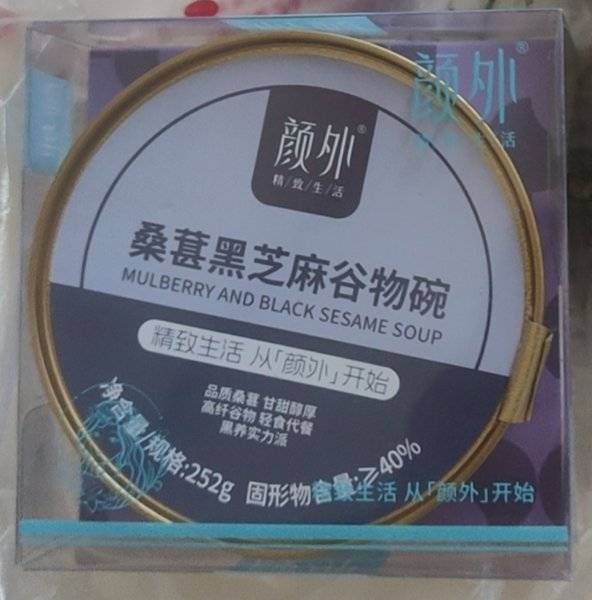 颜外®
精/致/生/活
颜外®
活
桑葚黑芝麻谷物碗
MULBERRY AND BLACK SESAME SOUP
精致生活 从「颜外」开始
品质桑葚 甘甜醇厚
高纤谷物 轻食代餐
黑养实力派
净含量/规格:252g 固形物含量:≥40%
生活 从「颜外」开始